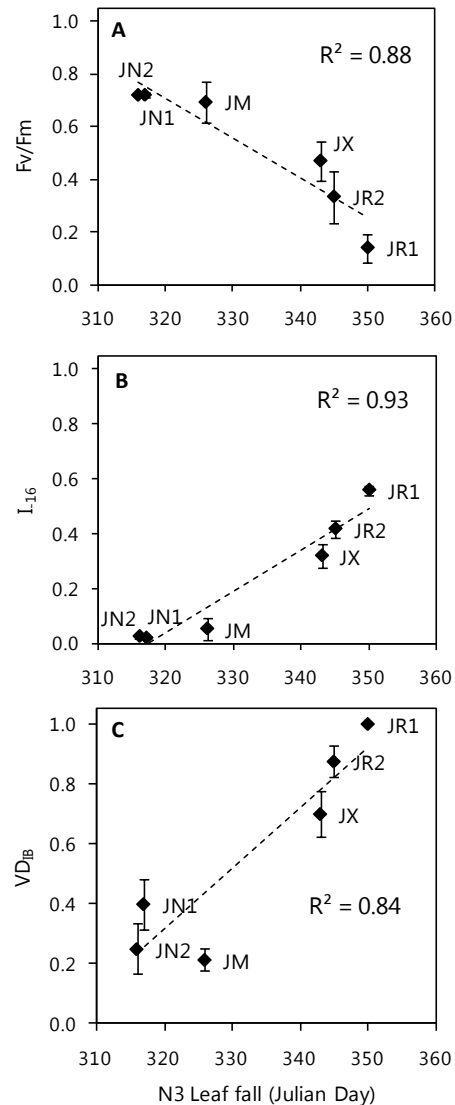 A
R² = 0.88
1.0
0.8
0.6
0.4
0.2
0.0
Fv/Fm
JN2
JN1
JM
JX
JR2
JR1
310 320 330 340 350 360
B
R² = 0.93
1.0
0.8
0.6
0.4
0.2
0.0
I-16
JR1
JR2
JX
JN2 JN1 JM
310 320 330 340 350 360
C
1.0
0.8
0.6
0.4
0.2
0.0
VDIB
JR1
JR2
JX
JN1
JN2 JM
R² = 0.84
310 320 330 340 350 360
N3 Leaf fall (Julian Day)